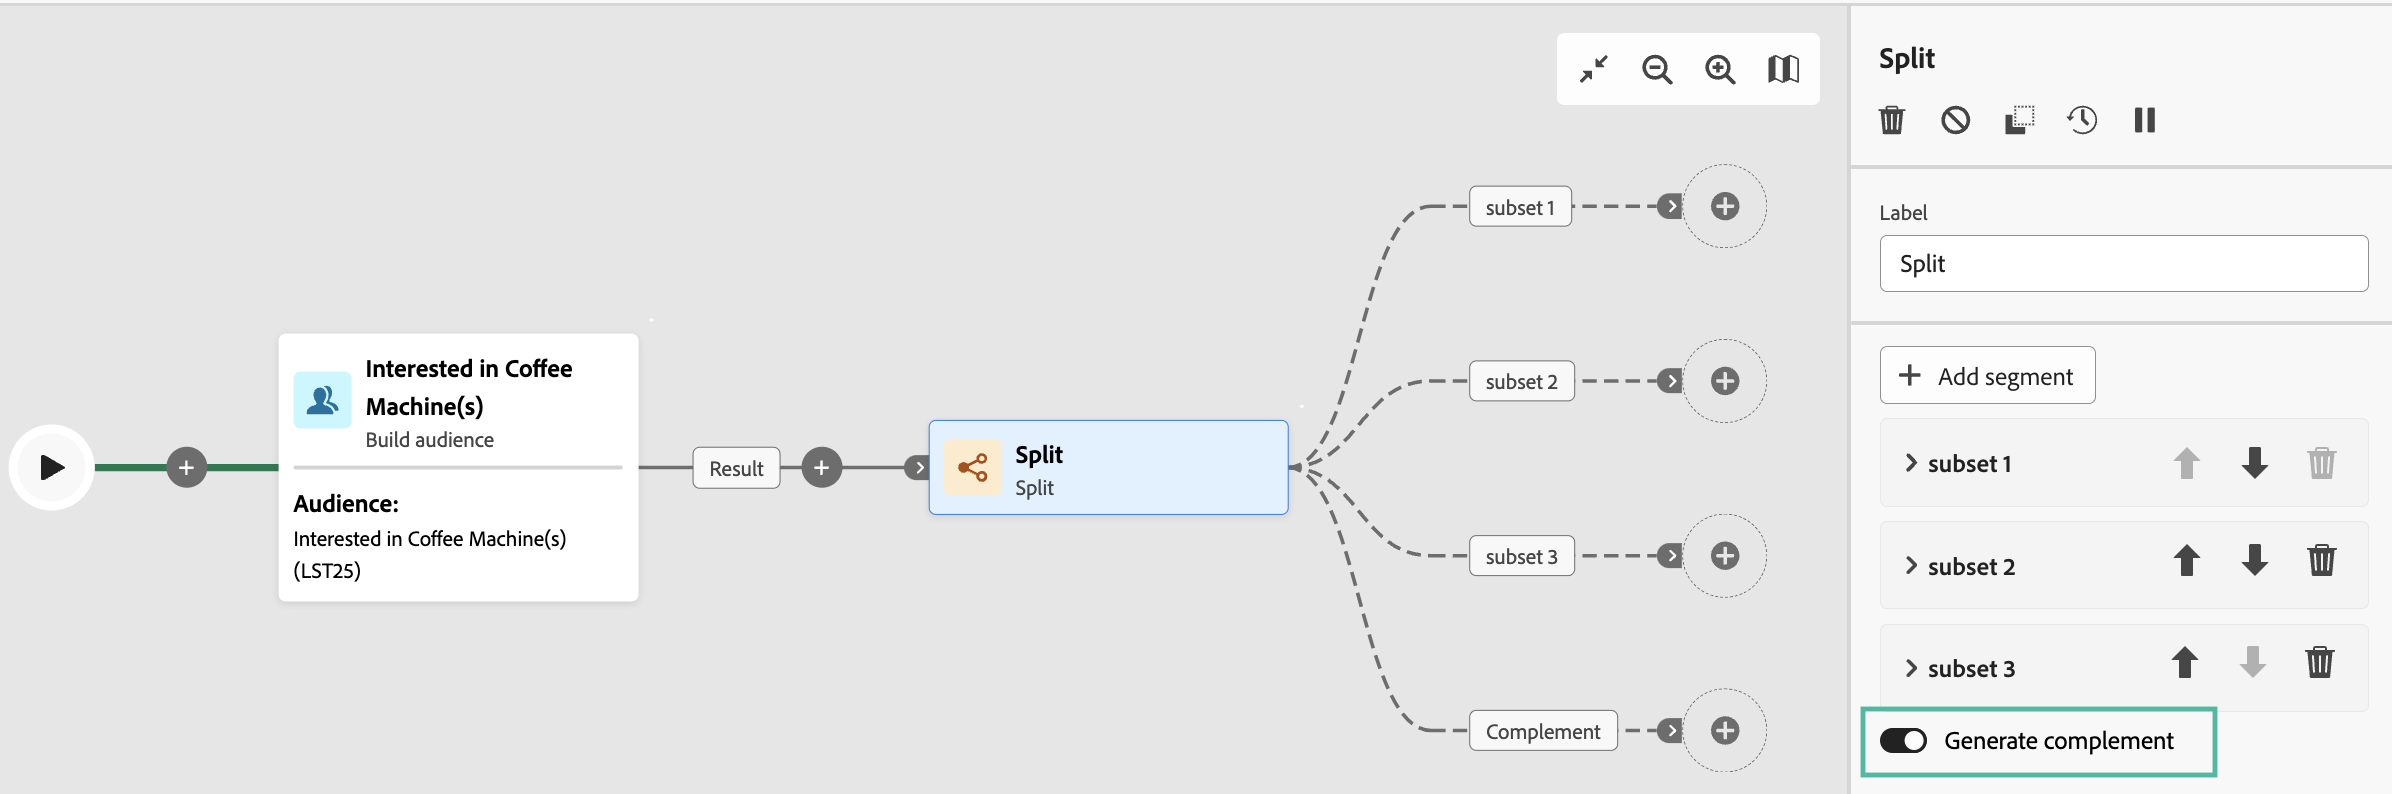 Interested in Coffee
Machine(s)
Build audience
Audience:
Interested in Coffee Machine(s)
(LST25)
Result
Split
Split
subset 1
subset 2
subset 3
Complement
Split
Label
Split
Add segment
subset 1
subset 2
subset 3
Generate complement